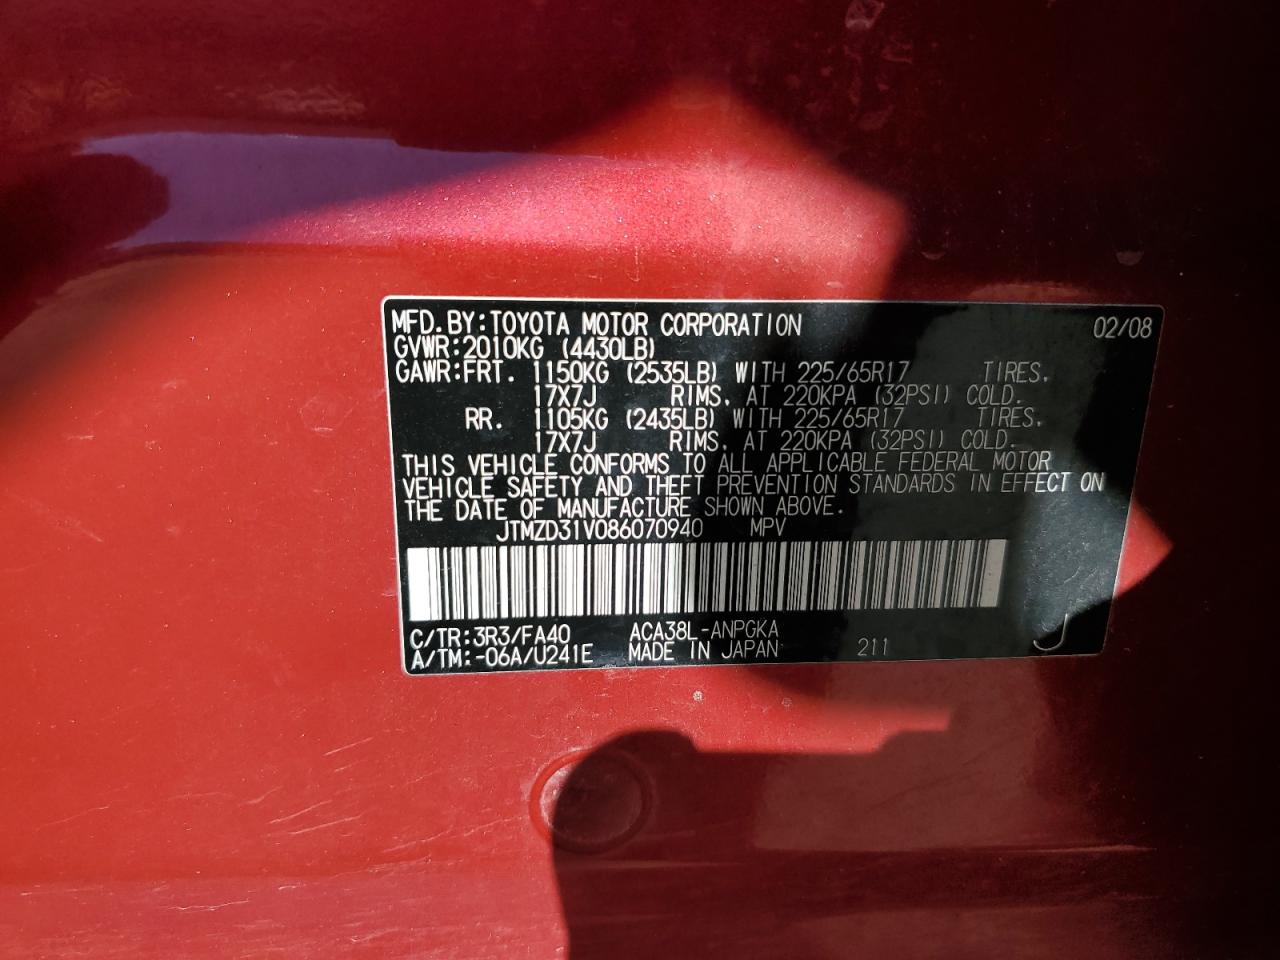 MFD.BY:TOYOTA MOTOR CORPORATION 02/08
GVWR:2010KG (4430LB)
GAWR:FRT. 1150KG (2535LB) WITH 225/65R17 TIRES.
17X7J RIMS. AT 220KPA (32PSI) COLD.
RR. 1105KG (2435LB) WITH 225/65R17 TIRES.
17X7J RIMS. AT 220KPA (32PSI) COLD.
THIS VEHICLE CONFORMS TO ALL APPLICABLE FEDERAL MOTOR
VEHICLE SAFETY AND THEFT PREVENTION STANDARDS IN EFFECT ON
THE DATE OF MANUFACTURE SHOWN ABOVE.
JTMZD31V086070940 MPV
C/TR:3R3/FA40 ACA38L-ANPGKA
A/TM:-06A/U241E MADE IN JAPAN 211 J